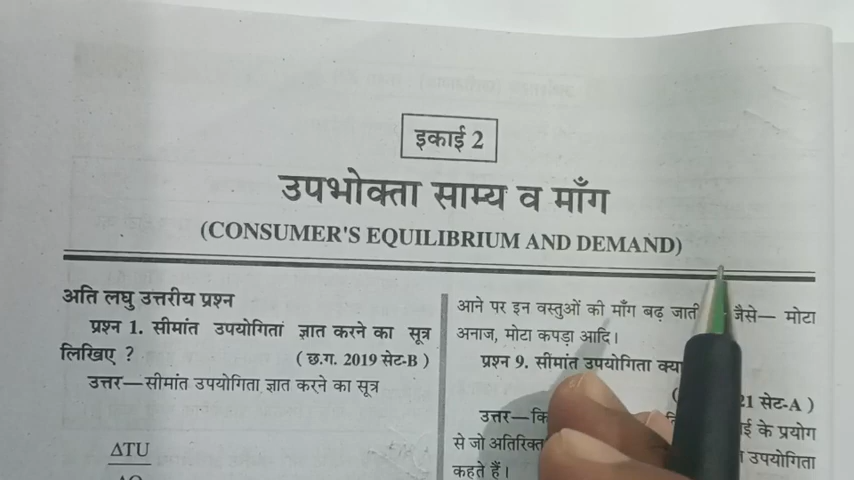 इकाई 2
उपभोक्ता साम्य व माँग
(CONSUMER'S EQUILIBRIUM AND DEMAND)
अति लघु उत्तरीय प्रश्न
प्रश्न 1. सीमांत उपयोगिता ज्ञात करने का सूत्र
लिखिए ?
( छ.ग. 2019 सेट-B )
उत्तर—सीमांत उपयोगिता ज्ञात करने का सूत्र
ΔTU
आने पर इन वस्तुओं की माँग बढ़ जाती जैसे— मोटा
अनाज, मोटा कपड़ा आदि।
प्रश्न 9. सीमांत उपयोगिता
21 सेट-A )
उत्तर—
के प्रयोग
से जो अतिरिक्त
उपयोगिता
कहते हैं।